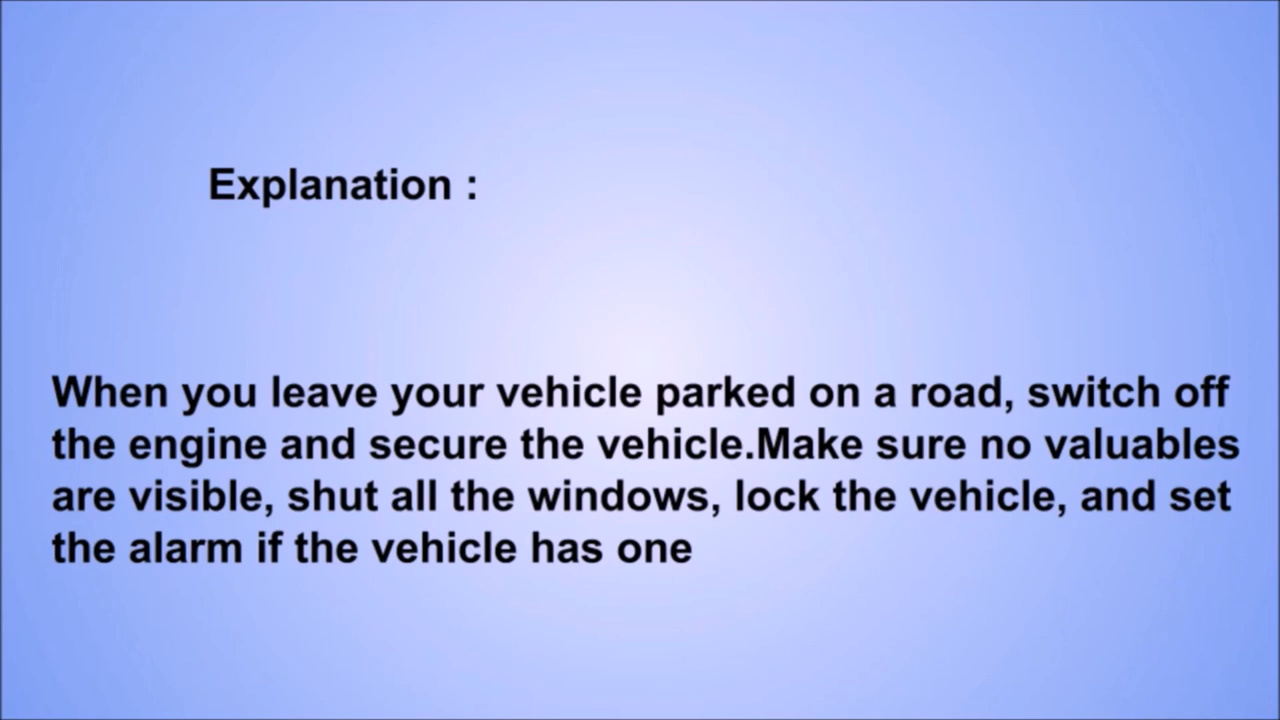 Explanation :
When you leave your vehicle parked on a road, switch off
the engine and secure the vehicle.Make sure no valuables
are visible, shut all the windows, lock the vehicle, and set
the alarm if the vehicle has one